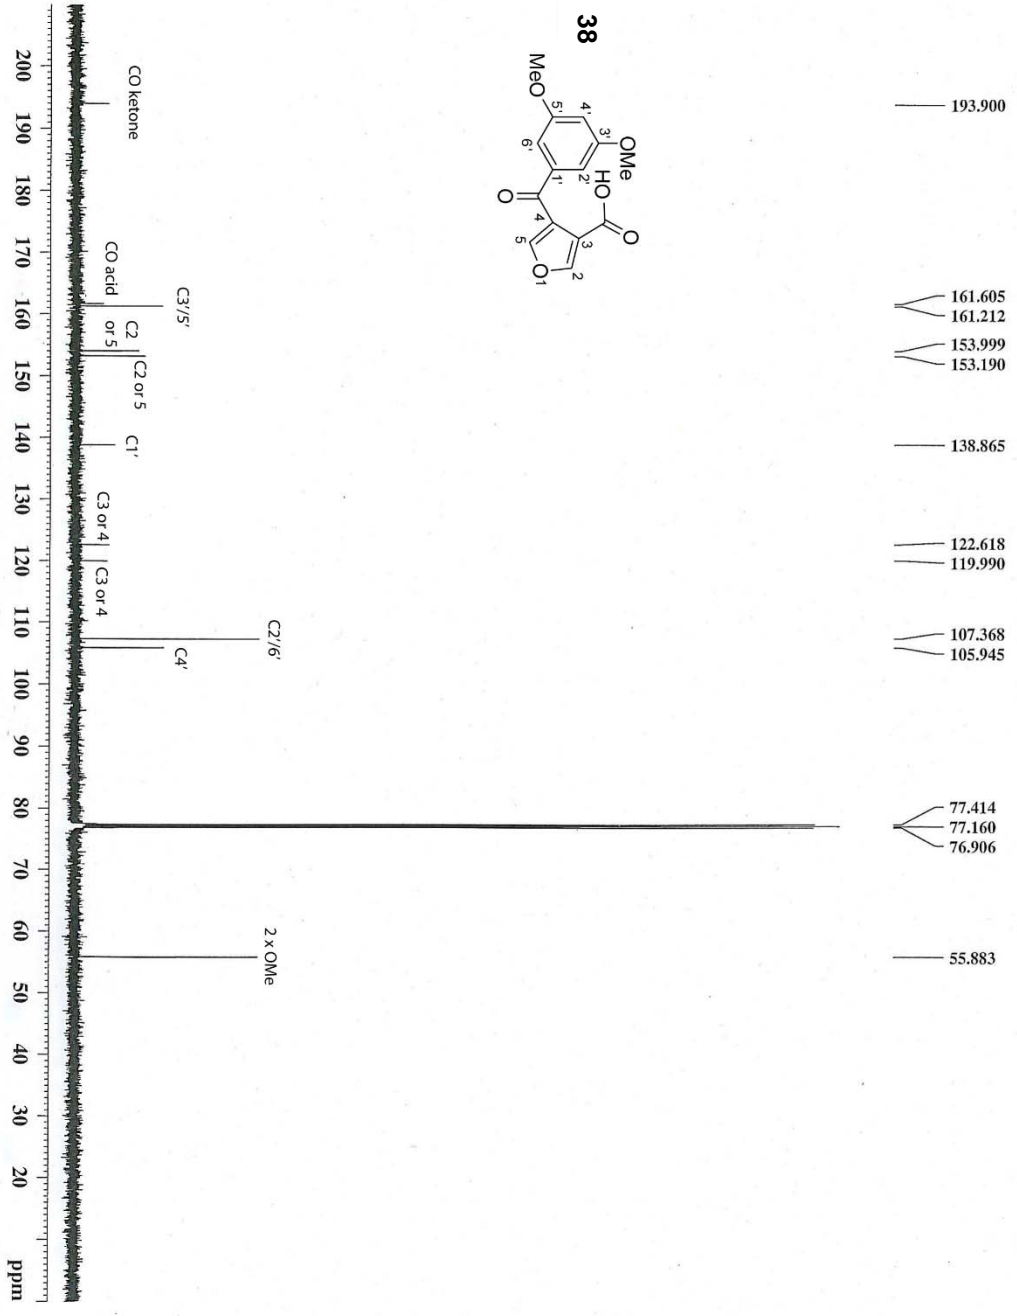 38
MeO
5'
4'
3'
OMe
6'
2'
1'
HO
O
O
4
3
5
2
O
1
193.900
161.605
161.212
153.999
153.190
138.865
122.618
119.990
107.368
105.945
77.414
77.160
76.906
55.883
CO ketone
CO acid
C3'/5'
C2
or 5
C2 or 5
C1'
C3 or 4
C3 or 4
C2'/6'
C4'
2 x OMe
200 190 180 170 160 150 140 130 120 110 100 90 80 70 60 50 40 30 20 ppm